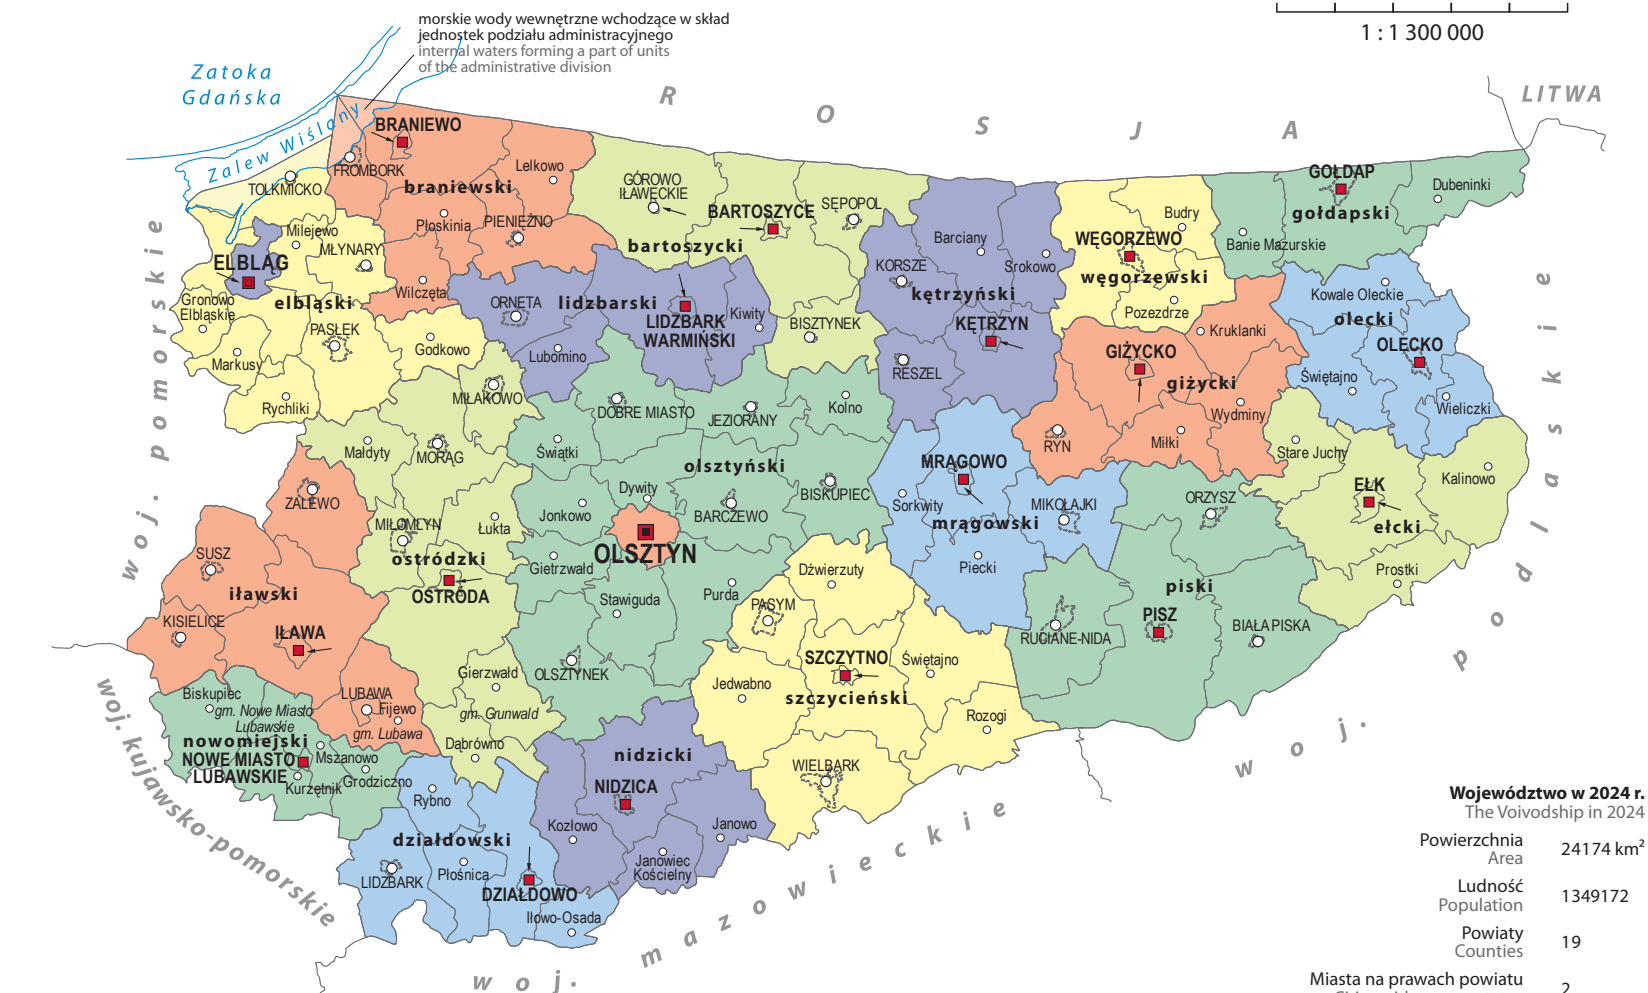 morskie wody wewnętrzne wchodzące w skład
jednostek podziału administracyjnego
internal waters forming a part of units
of the administrative division
1 : 1 300 000
Zatoka
Gdańska
Zalew Wiślany
R O S J A
LITWA
woj. pomorskie
woj. kujawsko-pomorskie
woj. mazowieckie
woj. podlaskie
BRANIEWO
FROMBORK
braniewski
Lelkowo
Płoskinia
PIENIĘŻNO
Wilczęta
TOLKMICKO
Milejewo
MŁYNARY
ELBLĄG
elbląski
Gronowo
Elbląskie
PASŁĘK
Markusy
Godkowo
Rychliki
GÓROWO
IŁAWECKIE
BARTOSZYCE
SĘPOPOL
bartoszycki
BISZTYNEK
ORNETA
lidzbarski
LIDZBARK
WARMIŃSKI
Kiwity
Lubomino
Barciany
KORSZE
Srokowo
kętrzyński
KĘTRZYN
RESZEL
Budry
WĘGORZEWO
węgorzewski
Pozezdrze
GOŁDAP
Dubeninki
gołdapski
Banie Mazurskie
Kowale Oleckie
olecki
OLECKO
Świętajno
Wieliczki
Kruklanki
GIŻYCKO
giżycki
Wydminy
RYN
Miłki
Stare Juchy
Kalinowo
EŁK
ełcki
Prostki
MIŁAKOWO
Małdyty
MORĄG
MIŁOMŁYN
Łukta
ostródzki
OSTRÓDA
Gierzwałd
gm. Grunwald
Dąbrówno
DOBRE MIASTO
JEZIORANY
Kolno
Świątki
olsztyński
Dywity
BISKUPIEC
Jonkowo
BARCZEWO
OLSZTYN
Gietrzwałd
Stawiguda
Purda
OLSZTYNEK
MRĄGOWO
Sorkwity
MIKOŁAJKI
mrągowski
Piecki
ORZYSZ
piski
PISZ
RUCIANE-NIDA
BIAŁA PISKA
ZALEWO
SUSZ
iławski
KISIELICE
IŁAWA
LUBAWA
Fijewo
gm. Lubawa
Biskupiec
gm. Nowe Miasto
Lubawskie
nowomiejski
NOWE MIASTO
LUBAWSKIE
Mszanowo
Kurzętnik
Grodziczno
Dźwierzuty
PASYM
SZCZYTNO
Świętajno
Jedwabno
szczycieński
Rozogi
WIELBARK
nidzicki
NIDZICA
Kozłowo
Janowo
Janowiec
Kościelny
Rybno
działdowski
LIDZBARK
Płośnica
DZIAŁDOWO
Iłowo-Osada
Województwo w 2024 r.
The Voivodship in 2024
Powierzchnia 24174 km²
Area
Ludność 1349172
Population
Powiaty 19
Counties
Miasta na prawach powiatu 2